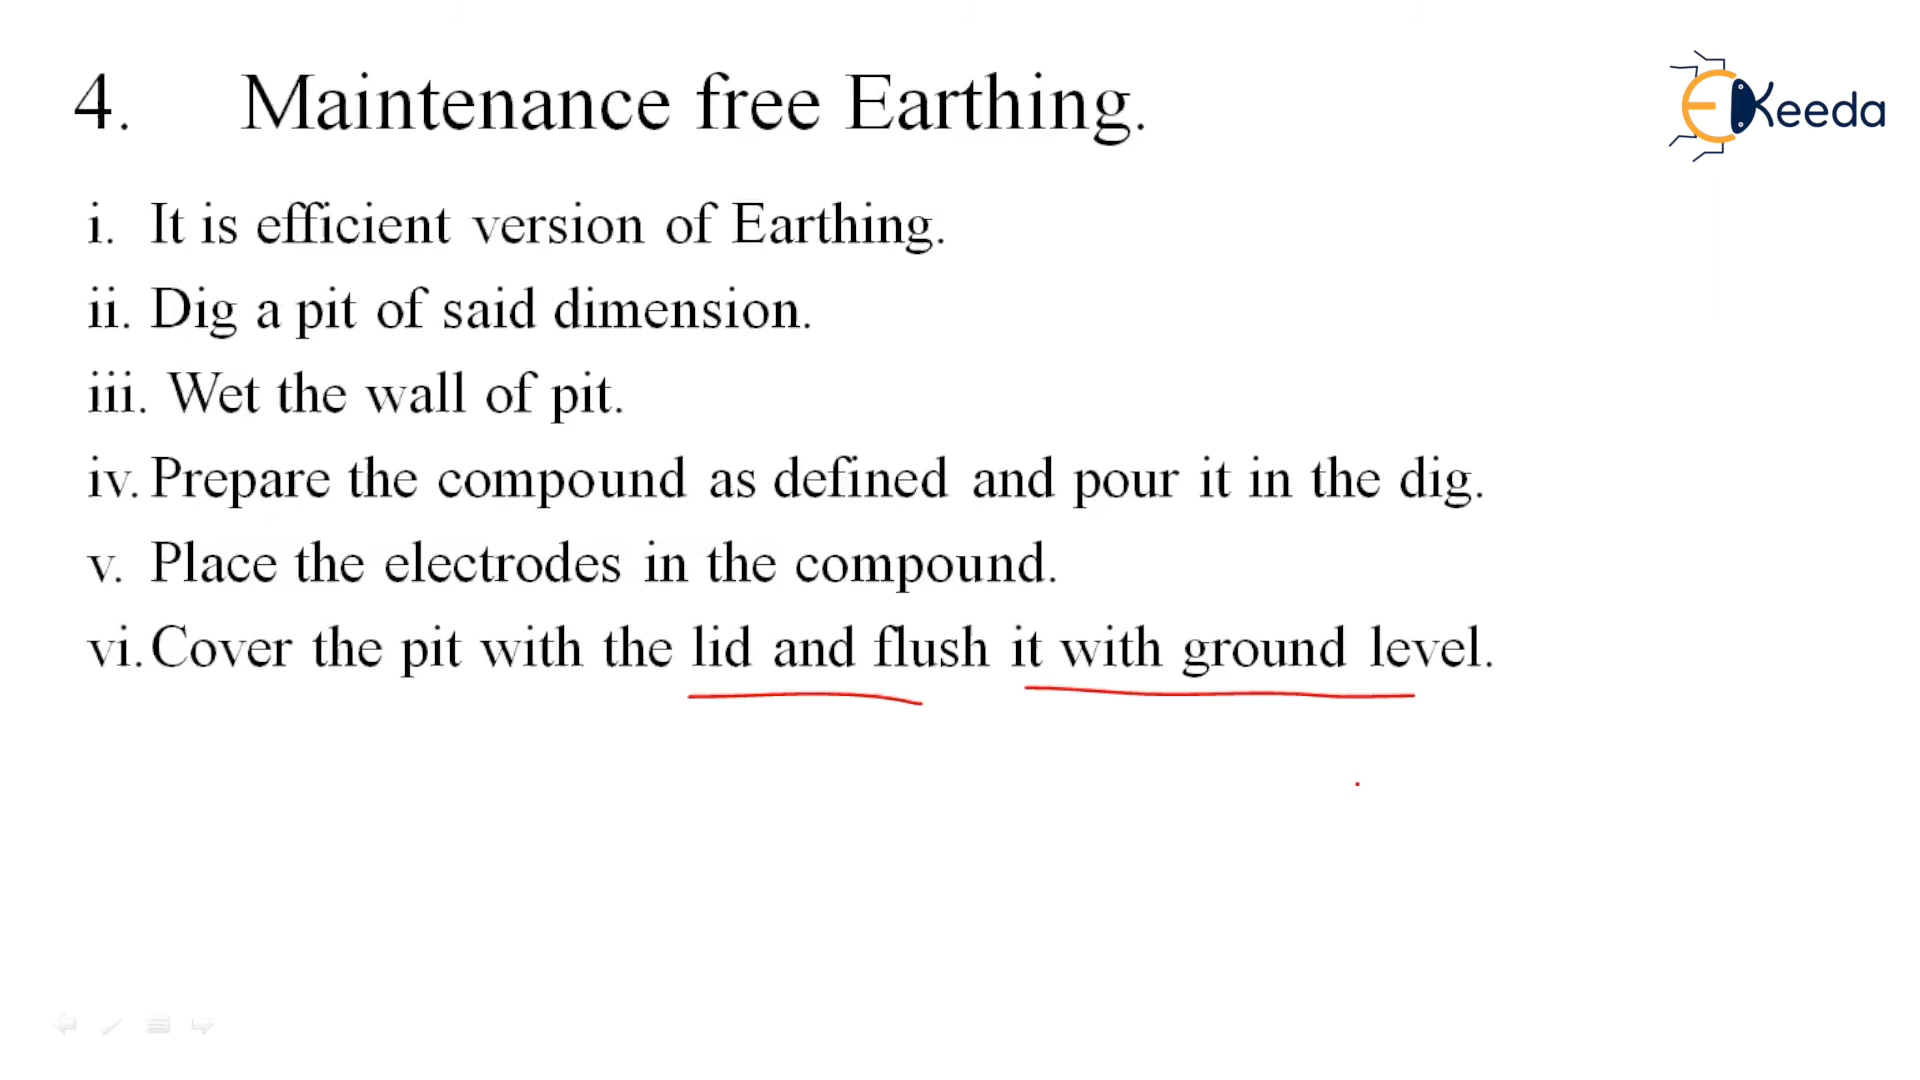 4. Maintenance free Earthing.
EKeeda
i. It is efficient version of Earthing.
ii. Dig a pit of said dimension.
iii. Wet the wall of pit.
iv. Prepare the compound as defined and pour it in the dig.
v. Place the electrodes in the compound.
vi. Cover the pit with the lid and flush it with ground level.